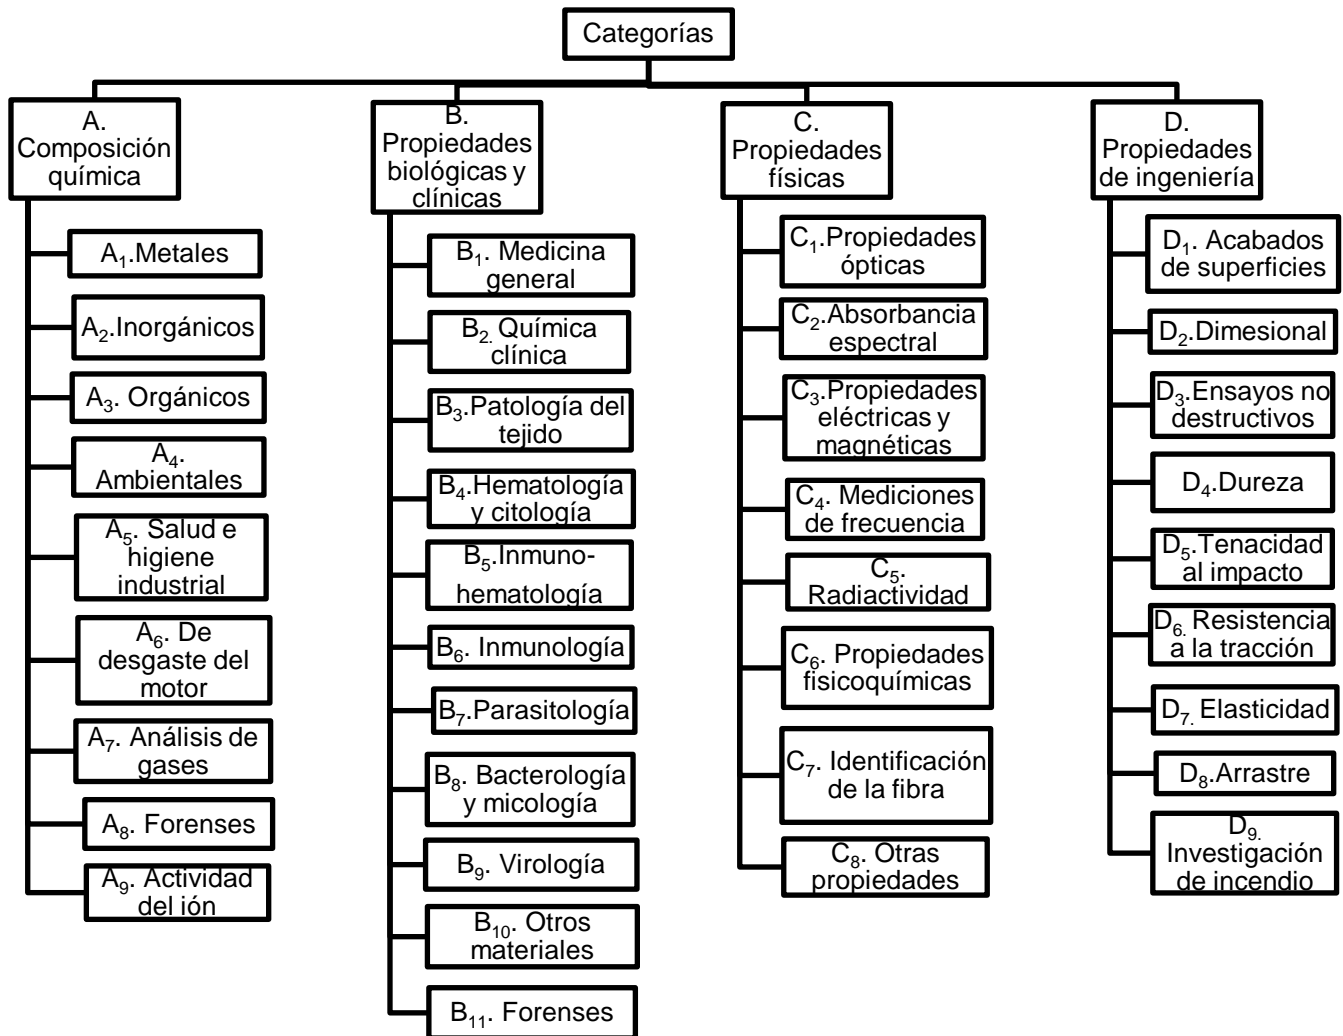 Categorías
A.
Composición
química
A₁.Metales
A₂.Inorgánicos
A₃. Orgánicos
A₄.
Ambientales
A₅. Salud e
higiene
industrial
A₆. De
desgaste del
motor
A₇. Análisis de
gases
A₈. Forenses
A₉. Actividad
del ión
B.
Propiedades
biológicas y
clínicas
B₁. Medicina
general
B₂. Química
clínica
B₃.Patología del
tejido
B₄.Hematología
y citología
B₅.Inmuno-
hematología
B₆. Inmunología
B₇.Parasitología
B₈. Bacterología
y micología
B₉. Virología
B₁₀. Otros
materiales
B₁₁. Forenses
C.
Propiedades
físicas
C₁.Propiedades
ópticas
C₂.Absorbancia
espectral
C₃.Propiedades
eléctricas y
magnéticas
C₄. Mediciones
de frecuencia
C₅.
Radiactividad
C₆. Propiedades
fisicoquímicas
C₇. Identificación
de la fibra
C₈. Otras
propiedades
D.
Propiedades
de ingeniería
D₁. Acabados
de superficies
D₂.Dimesional
D₃.Ensayos no
destructivos
D₄.Dureza
D₅.Tenacidad
al impacto
D₆. Resistencia
a la tracción
D₇. Elasticidad
D₈.Arrastre
D₉.
Investigación
de incendio